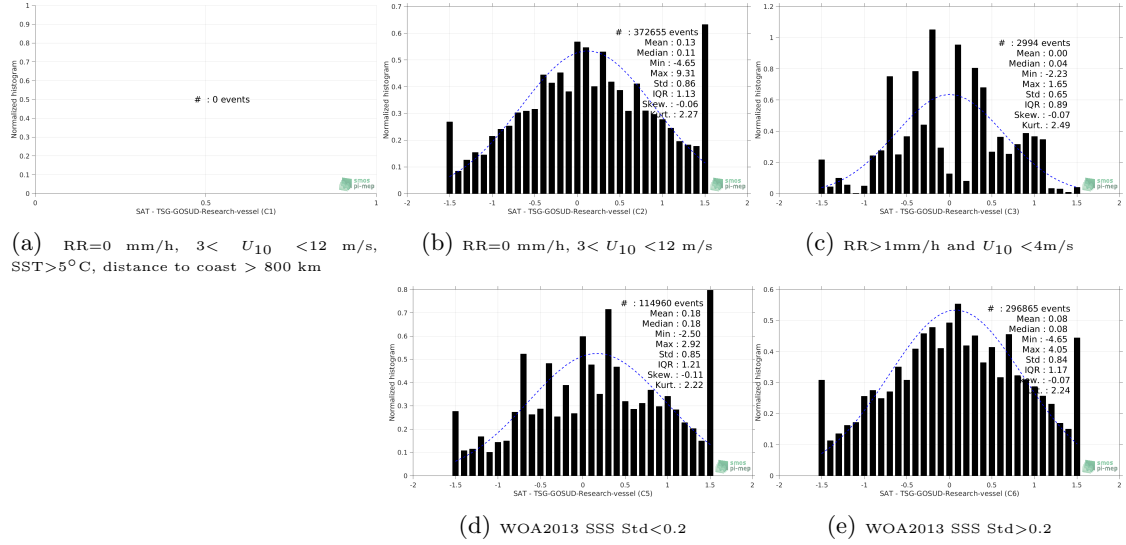 1
0.9
0.8
0.7
0.6
0.5
0.4
0.3
0.2
0.1
0
Normalized histogram
# : 0 events
smos
pi-mep
0 0.5 1
SAT - TSG-GOSUD-Research-vessel (C1)
(a) RR=0 mm/h, 3< U10 <12 m/s,
SST>5°C, distance to coast > 800 km
0.7
0.6
0.5
0.4
0.3
0.2
0.1
0
Normalized histogram
# : 372655 events
Mean : 0.13
Median : 0.11
Min : -4.65
Max : 9.31
Std : 0.86
IQR : 1.13
Skew. : -0.06
Kurt. : 2.27
smos
pi-mep
-2 -1.5 -1 -0.5 0 0.5 1 1.5 2
SAT - TSG-GOSUD-Research-vessel (C2)
(b) RR=0 mm/h, 3< U10 <12 m/s
1.2
1
0.8
0.6
0.4
0.2
0
Normalized histogram
# : 2994 events
Mean : 0.00
Median : 0.04
Min : -2.23
Max : 1.65
Std : 0.65
IQR : 0.89
Skew. : -0.07
Kurt. : 2.49
smos
pi-mep
-2 -1.5 -1 -0.5 0 0.5 1 1.5 2
SAT - TSG-GOSUD-Research-vessel (C3)
(c) RR>1mm/h and U10 <4m/s
0.8
0.7
0.6
0.5
0.4
0.3
0.2
0.1
0
Normalized histogram
# : 114960 events
Mean : 0.18
Median : 0.18
Min : -2.50
Max : 2.92
Std : 0.85
IQR : 1.21
Skew. : -0.11
Kurt. : 2.22
smos
pi-mep
-2 -1.5 -1 -0.5 0 0.5 1 1.5 2
SAT - TSG-GOSUD-Research-vessel (C5)
(d) WOA2013 SSS Std<0.2
0.6
0.5
0.4
0.3
0.2
0.1
0
Normalized histogram
# : 296865 events
Mean : 0.08
Median : 0.08
Min : -4.65
Max : 4.05
Std : 0.84
IQR : 1.17
: -0.07
: 2.24
smos
pi-mep
-2 -1.5 -1 -0.5 0 0.5 1 1.5 2
SAT - TSG-GOSUD-Research-vessel (C6)
(e) WOA2013 SSS Std>0.2